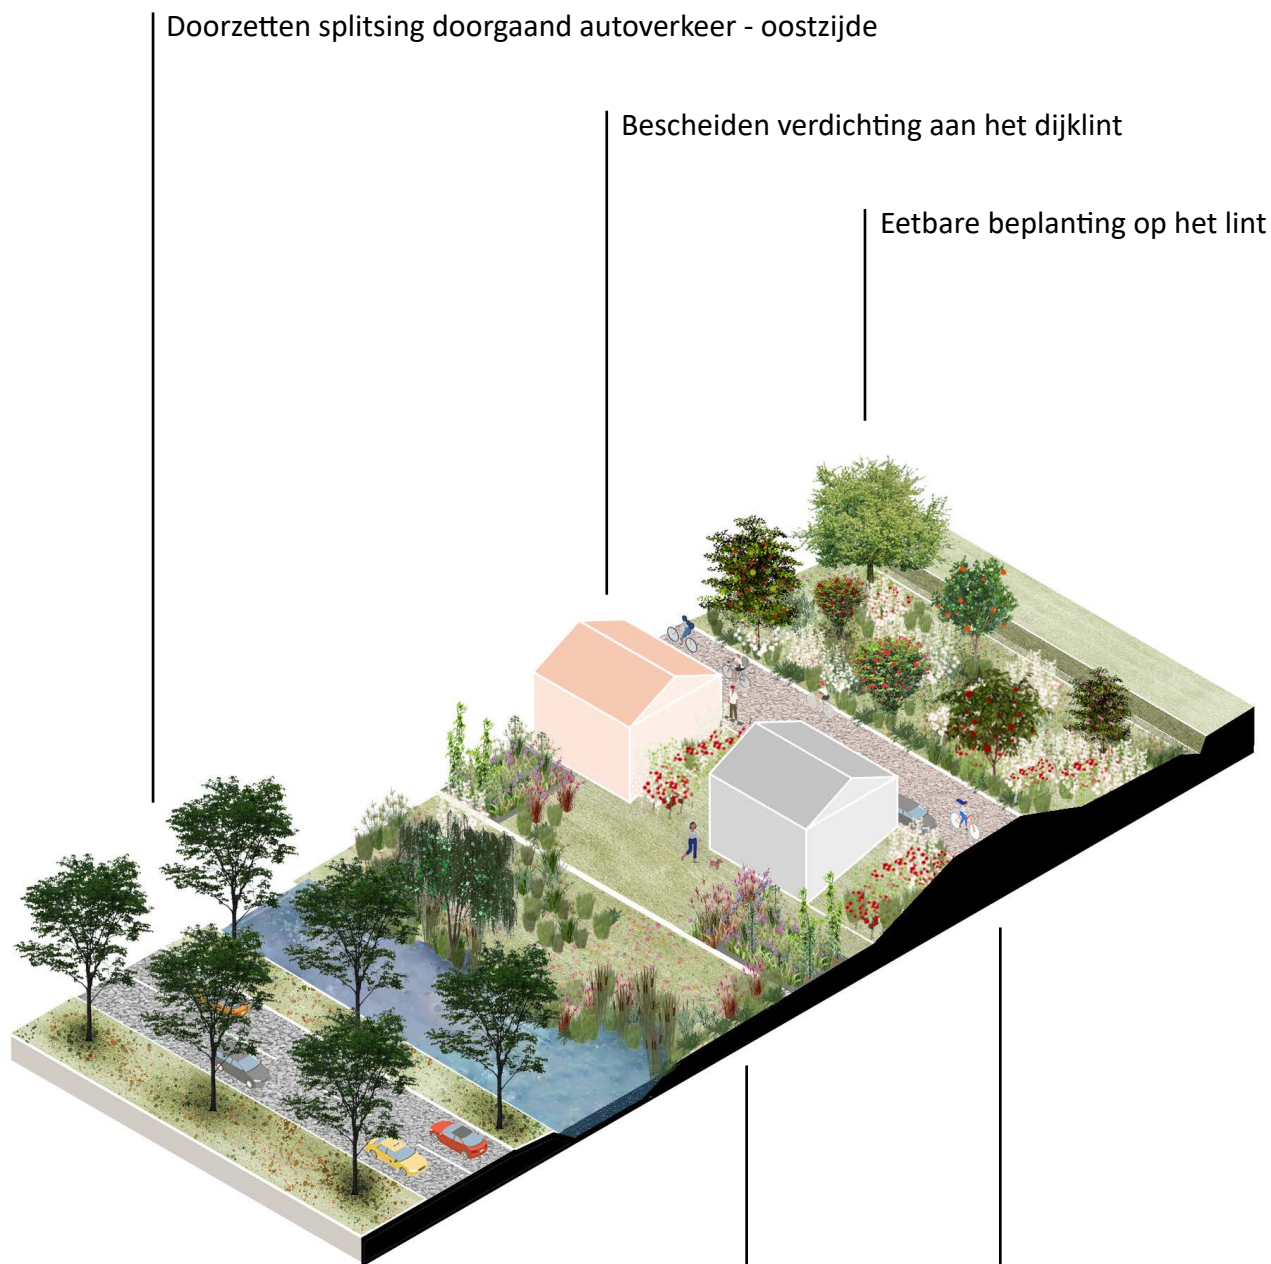 Doorzetten splitsing doorgaand autoverkeer - oostzijde
Bescheiden verdichting aan het dijklint
Eetbare beplanting op het lint